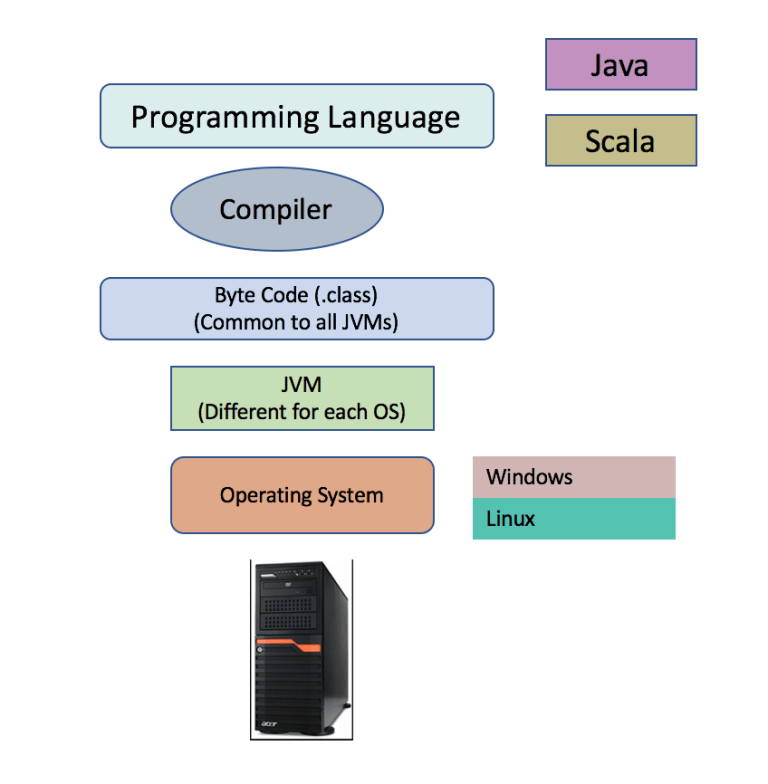 Java
Programming Language
Scala
Compiler
Byte Code (.class)
(Common to all JVMs)
JVM
(Different for each OS)
Operating System
Windows
Linux
acer